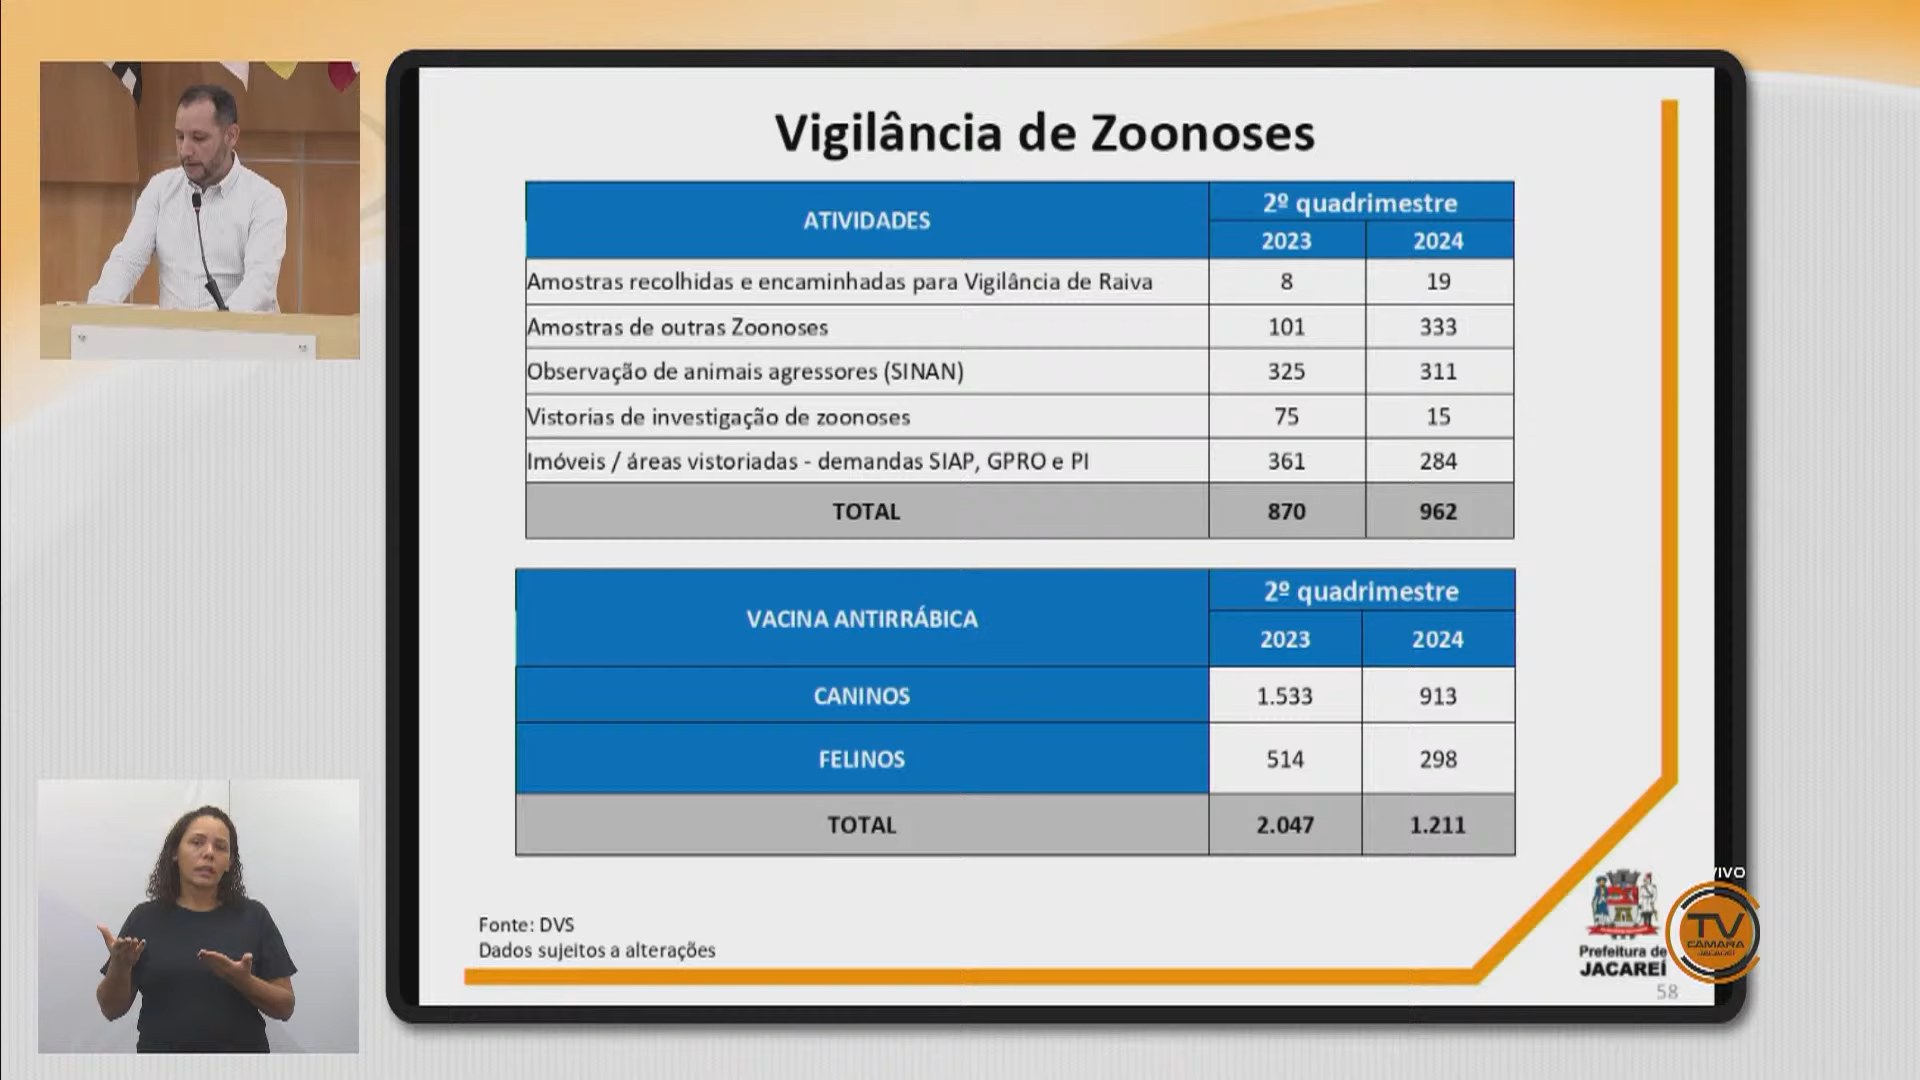 Vigilância de Zoonoses
ATIVIDADES
2º quadrimestre
2023 2024
Amostras recolhidas e encaminhadas para Vigilância de Raiva 8 19
Amostras de outras Zoonoses 101 333
Observação de animais agressores (SINAN) 325 311
Vistorias de investigação de zoonoses 75 15
Imóveis / áreas vistoriadas - demandas SIAP, GPRO e PI 361 284
TOTAL 870 962
VACINA ANTIRRÁBICA
2º quadrimestre
2023 2024
CANINOS 1.533 913
FELINOS 514 298
TOTAL 2.047 1.211
Fonte: DVS
Dados sujeitos a alterações
Prefeitura de
JACAREÍ
58
VIVO
TV
CÂMARA
JACAREÍ